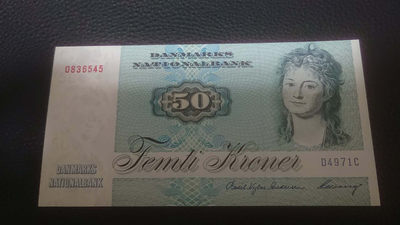 DANMARKS
NATIONALBANK
0836545
50
Femti Kroner
D4971C
DANMARKS
NATIONALBANK